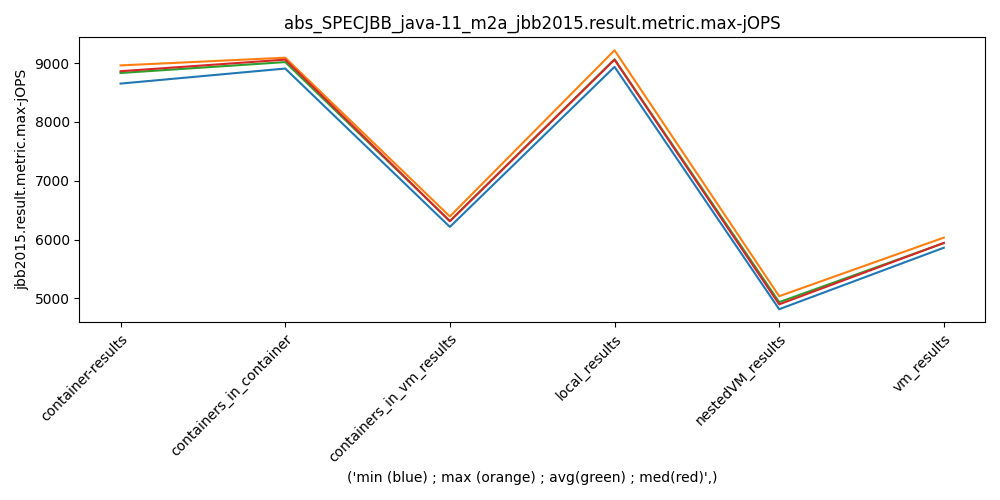 abs_SPECJBB_java-11_m2a_jbb2015.result.metric.max-jOPS
jbb2015.result.metric.max-jOPS
9000
8000
7000
6000
5000
container-results
containers_in_container
containers_in_vm_results
local_results
nestedVM_results
vm_results
('min (blue) ; max (orange) ; avg(green) ; med(red)',)